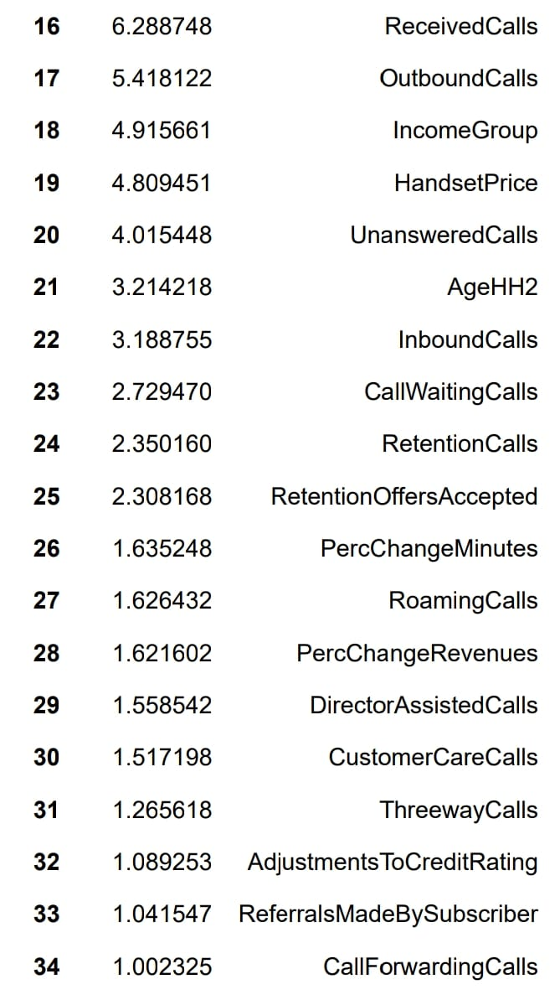 16 6.288748 ReceivedCalls
17 5.418122 OutboundCalls
18 4.915661 IncomeGroup
19 4.809451 HandsetPrice
20 4.015448 UnansweredCalls
21 3.214218 AgeHH2
22 3.188755 InboundCalls
23 2.729470 CallWaitingCalls
24 2.350160 RetentionCalls
25 2.308168 RetentionOffersAccepted
26 1.635248 PercChangeMinutes
27 1.626432 RoamingCalls
28 1.621602 PercChangeRevenues
29 1.558542 DirectorAssistedCalls
30 1.517198 CustomerCareCalls
31 1.265618 ThreewayCalls
32 1.089253 AdjustmentsToCreditRating
33 1.041547 ReferralsMadeBySubscriber
34 1.002325 CallForwardingCalls